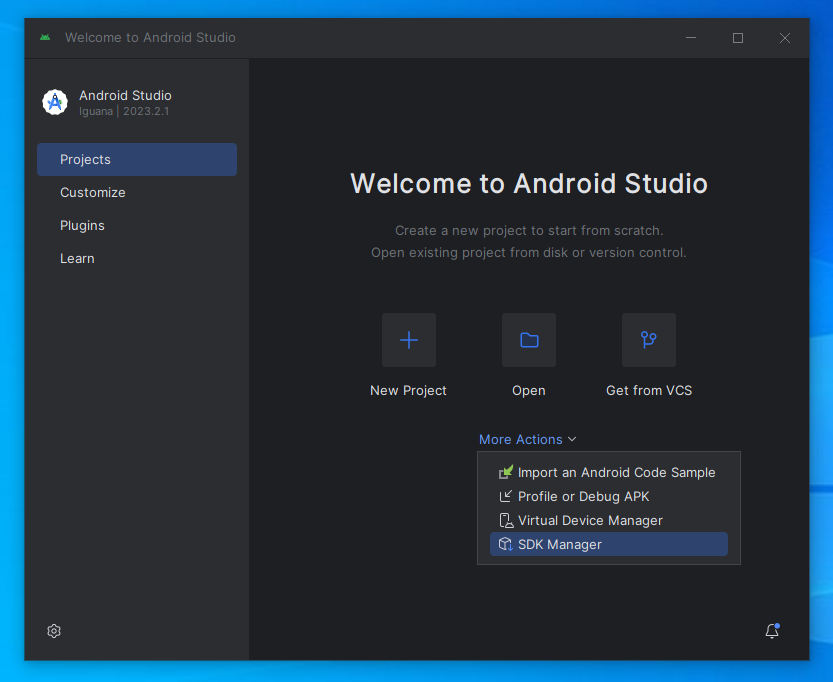 Welcome to Android Studio
Android Studio
Iguana | 2023.2.1
Projects
Customize
Plugins
Learn
Welcome to Android Studio
Create a new project to start from scratch.
Open existing project from disk or version control.
New Project
Open
Get from VCS
More Actions
Import an Android Code Sample
Profile or Debug APK
Virtual Device Manager
SDK Manager